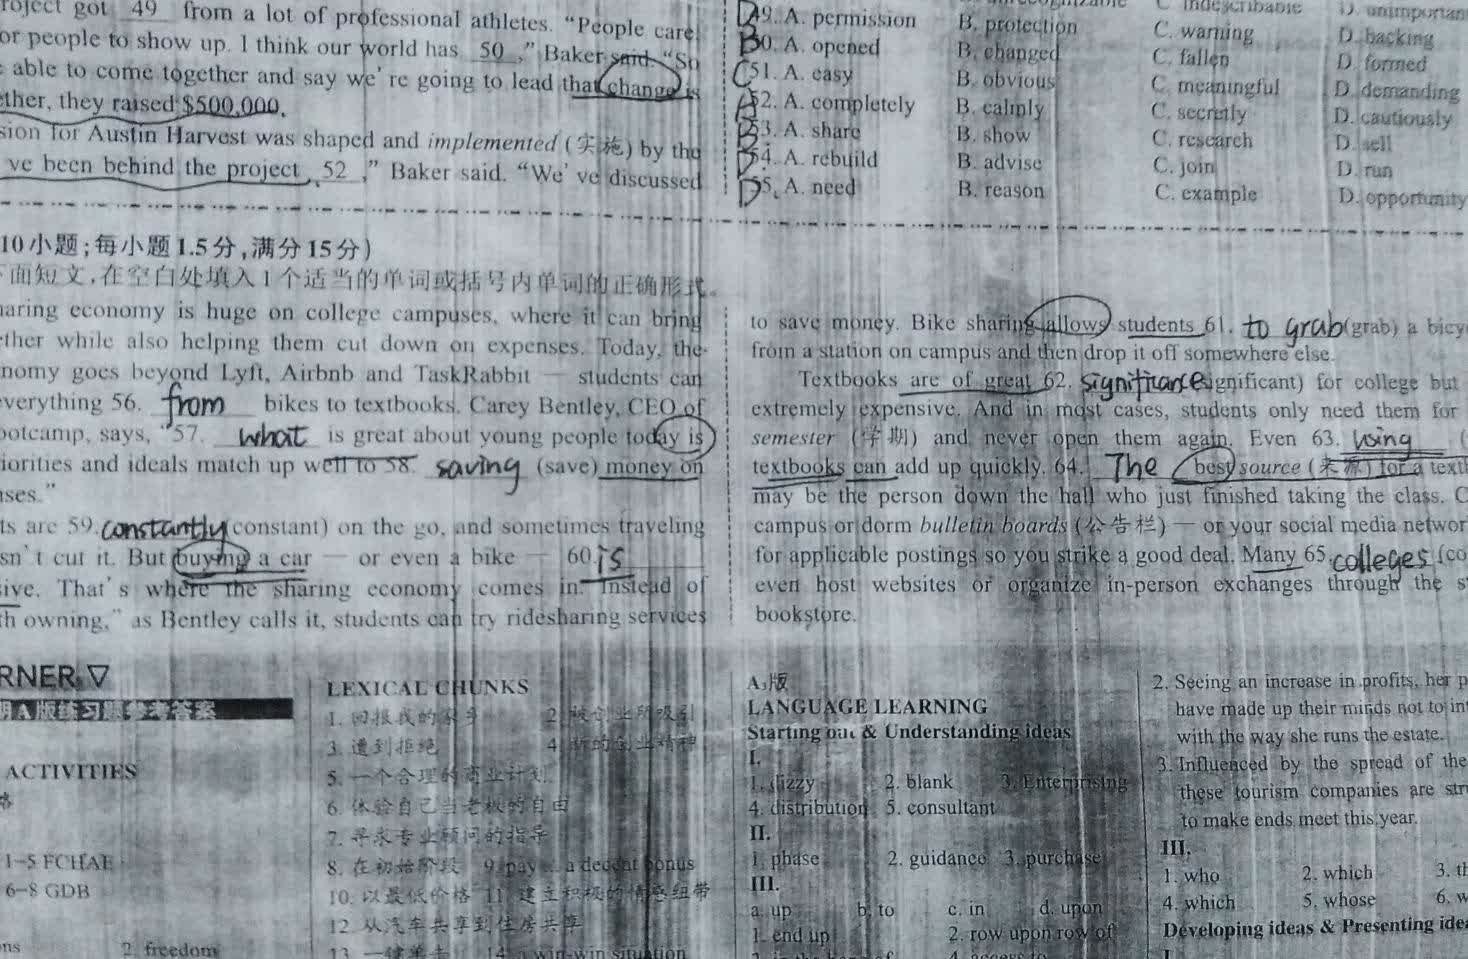 roject got 49 from a lot of professional athletes. “People care
or people to show up. I think our world has 50 ,” Baker said. “So
able to come together and say we're going to lead that change is
ether, they raised $500,000.
sion for Austin Harvest was shaped and implemented (实施) by the
've been behind the project 52 ,” Baker said. “We've discussed
C. indescribable D. unimportan
D 49. A. permission B. protection C. warning D. backing
B 50. A. opened B. changed C. fallen D. formed
C 51. A. easy B. obvious C. meaningful D. demanding
A 52. A. completely B. calmly C. secretly D. cautiously
53. A. share B. show C. research D. sell
54. A. rebuild B. advise C. join D. run
D 55. A. need B. reason C. example D. opportunity
10小题;每小题1.5分,满分15分)
面短文,在空白处填入1个适当的单词或括号内单词的正确形式。
haring economy is huge on college campuses, where it can bring
ether while also helping them cut down on expenses. Today, the
nomy goes beyond Lyft, Airbnb and TaskRabbit — students can
everything 56. from bikes to textbooks. Carey Bentley, CEO of
ootcamp, says, “57. what is great about young people today is
iorities and ideals match up well to 58. saving (save) money on
nses.”
ts are 59. constantly (constant) on the go, and sometimes traveling
sn't cut it. But buying a car — or even a bike — 60. is
sive. That's where the sharing economy comes in. Instead of
h owning,” as Bentley calls it, students can try ridesharing services
to save money. Bike sharing allows students 61. to grab (grab) a bicy
from a station on campus and then drop it off somewhere else.
Textbooks are of great 62. significance (significant) for college but
extremely expensive. And in most cases, students only need them for
semester (学期) and never open them again. Even 63. using (
textbooks can add up quickly. 64. The best source (来源) for a text
may be the person down the hall who just finished taking the class. C
campus or dorm bulletin boards (公告栏) — or your social media networ
for applicable postings so you strike a good deal. Many 65. colleges (co
even host websites or organize in-person exchanges through the s
bookstore.
RNER ▽
期A版练习题参考答案
ACTIVITIES
格
1-5 FCHAE
6-8 GDB
ns 2. freedom
LEXICAL CHUNKS
1. 回报我的家乡 2. 被创业所吸引
3. 遭到拒绝 4. 新的创业精神
5. 一个合理的商业计划
6. 体验自己当老板的自由
7. 寻求专业顾问的指导
8. 在初始阶段 9. pay ... a decent bonus
10. 以最低价格 11. 建立积极的情感纽带
12. 从汽车共享到住房共享
13. 一键单击 14. a win-win situation
A3版
LANGUAGE LEARNING
Starting out & Understanding ideas
I.
1. dizzy 2. blank 3. Enterprising
4. distribution 5. consultant
II.
1. phase 2. guidance 3. purchase
III.
a. up b. to c. in d. upon
1. end up 2. row upon row of
4. access to
2. Seeing an increase in profits, her p
have made up their minds not to in
with the way she runs the estate.
3. Influenced by the spread of the
these tourism companies are str
to make ends meet this year.
III.
1. who 2. which 3. th
4. which 5. whose 6. w
Developing ideas & Presenting idea
I.